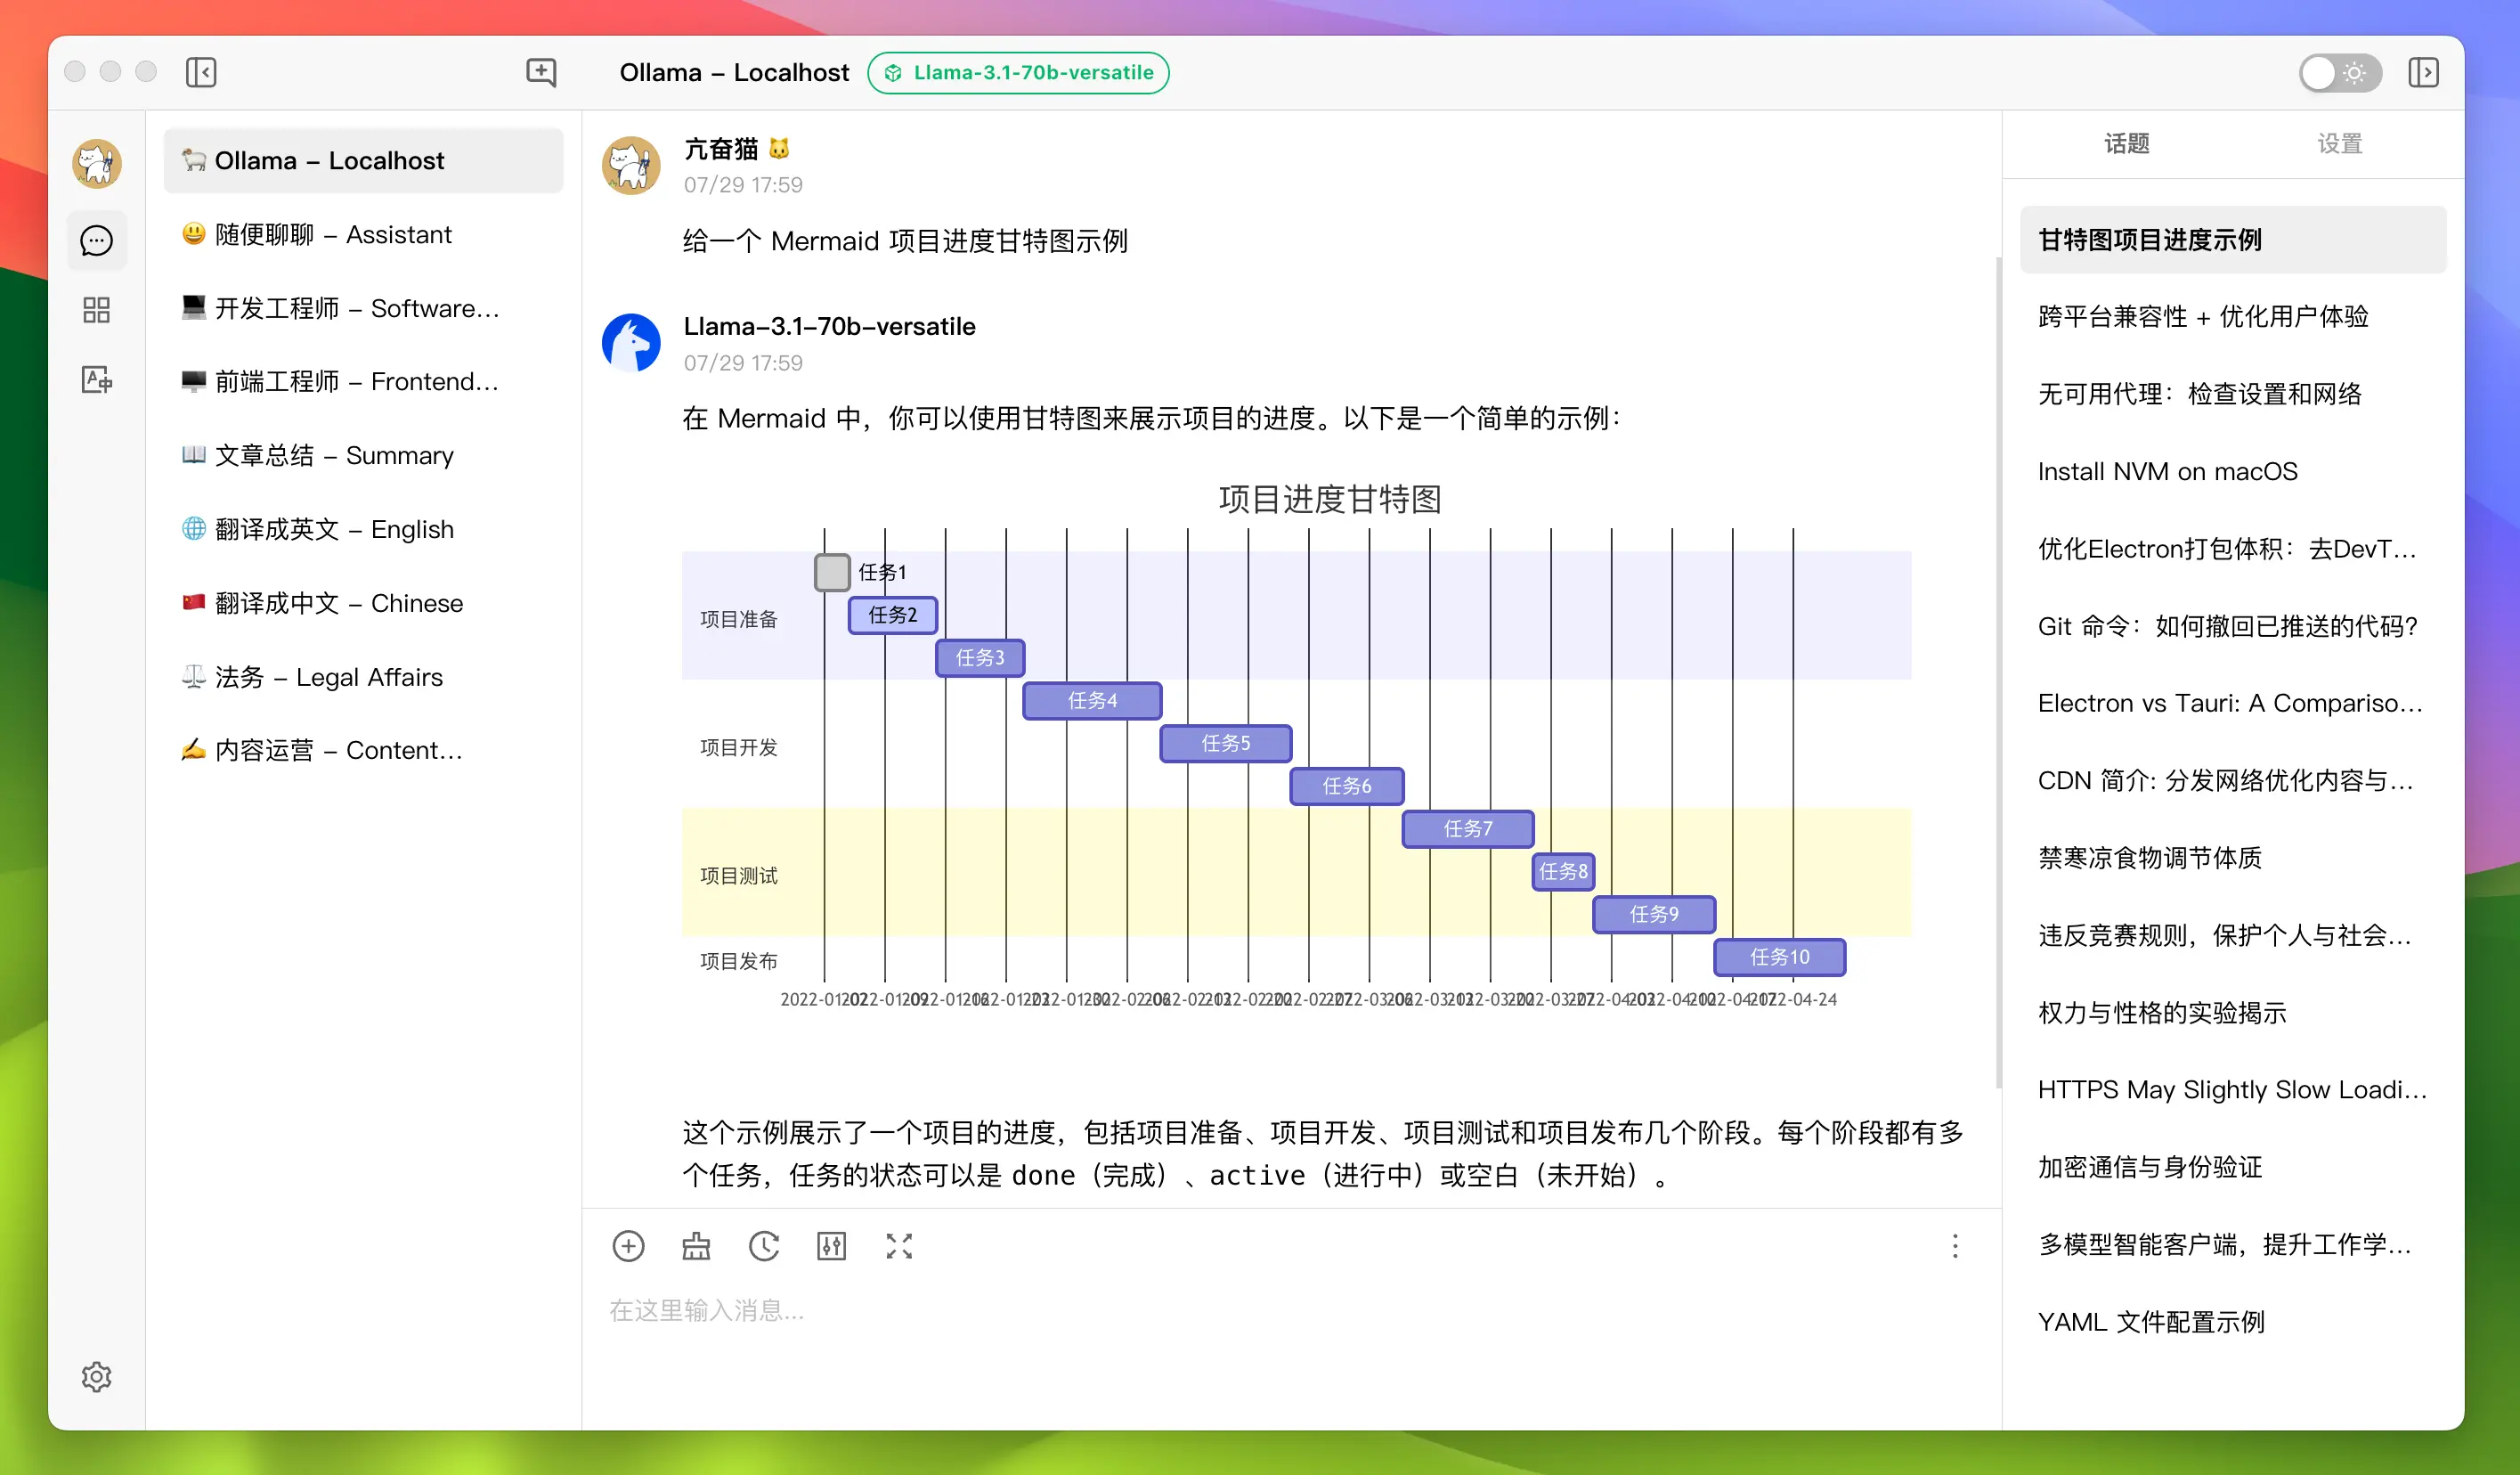 Ollama – Localhost
Llama-3.1-70b-versatile
Ollama – Localhost
随便聊聊 – Assistant
开发工程师 – Software...
前端工程师 – Frontend...
文章总结 – Summary
翻译成英文 – English
翻译成中文 – Chinese
法务 – Legal Affairs
内容运营 – Content...
亢奋猫
07/29 17:59
给一个 Mermaid 项目进度甘特图示例
Llama-3.1-70b-versatile
07/29 17:59
在 Mermaid 中，你可以使用甘特图来展示项目的进度。以下是一个简单的示例：
项目进度甘特图
任务1
任务2
项目准备
任务3
任务4
项目开发
任务5
任务6
任务7
项目测试
任务8
任务9
项目发布
任务10
这个示例展示了一个项目的进度，包括项目准备、项目开发、项目测试和项目发布几个阶段。每个阶段都有多
个任务，任务的状态可以是 done（完成）、active（进行中）或空白（未开始）。
在这里输入消息...
话题
设置
甘特图项目进度示例
跨平台兼容性 + 优化用户体验
无可用代理：检查设置和网络
Install NVM on macOS
优化Electron打包体积：去DevT...
Git 命令：如何撤回已推送的代码?
Electron vs Tauri: A Compariso...
CDN 简介: 分发网络优化内容与...
禁寒凉食物调节体质
违反竞赛规则，保护个人与社会...
权力与性格的实验揭示
HTTPS May Slightly Slow Loadi...
加密通信与身份验证
多模型智能客户端，提升工作学...
YAML 文件配置示例